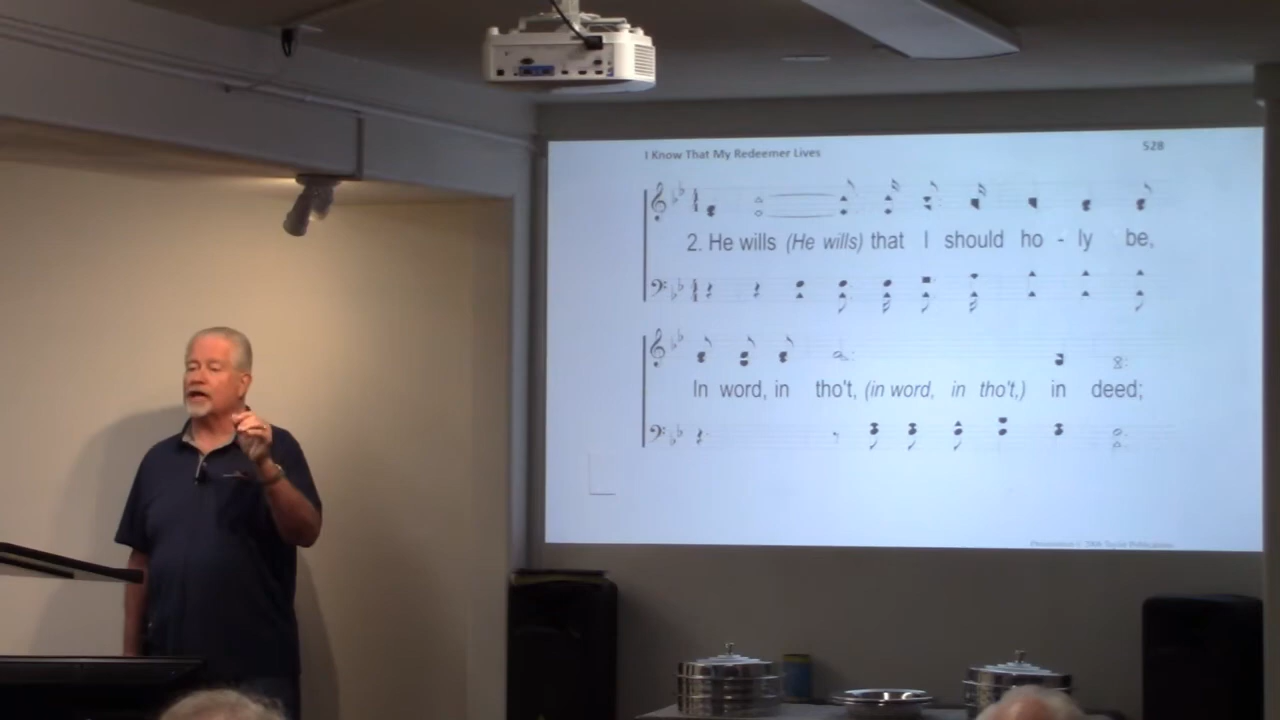 I Know That My Redeemer Lives
528
2. He wills (He wills) that I should ho - ly be,
In word, in tho't, (in word, in tho't,) in deed;